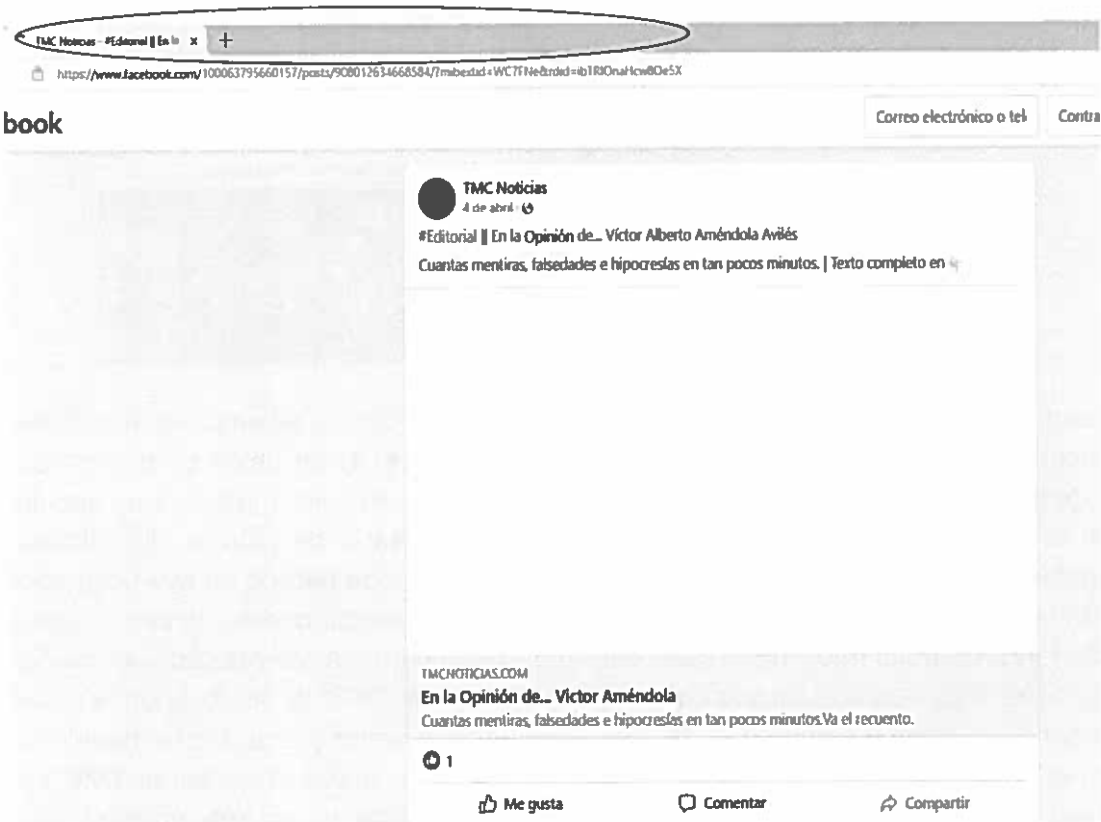 TMC Noticias - #Editorial || En la x +
https://www.facebook.com/100063795660157/posts/908012634668584/?mibextid=WC7FNe&rdid=
book
Correo electrónico o tel
Contra
TMC Noticias
4 de abril
#Editorial || En la Opinión de... Víctor Alberto Améndola Avilés
Cuantas mentiras, falsedades e hipocresías en tan pocos minutos. | Texto completo en
TMCNOTICIAS.COM
En la Opinión de... Victor Améndola
Cuantas mentiras, falsedades e hipocresías en tan pocos minutos.Va el recuento.
1
Me gusta
Comentar
Compartir